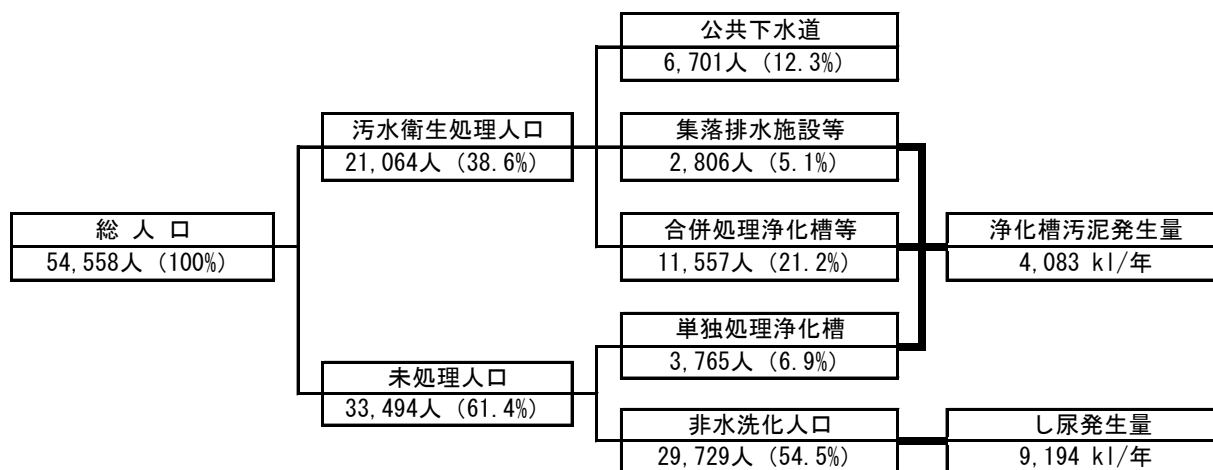 公共下水道
6,701人 (12.3%)
汚水衛生処理人口
21,064人 (38.6%)
集落排水施設等
2,806人 (5.1%)
総 人 口
54,558人 (100%)
合併処理浄化槽等
11,557人 (21.2%)
浄化槽汚泥発生量
4,083 kl/年
単独処理浄化槽
3,765人 (6.9%)
未処理人口
33,494人 (61.4%)
非水洗化人口
29,729人 (54.5%)
し尿発生量
9,194 kl/年